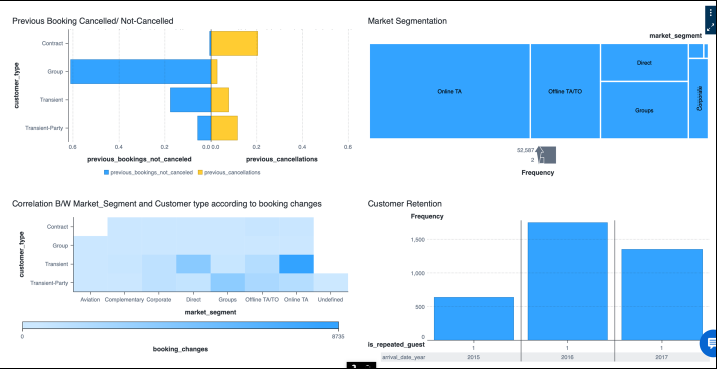 Previous Booking Cancelled/ Not-Cancelled
customer_type
Contract
Group
Transient
Transient-Party
0.6 0.4 0.2 0.0 0.0 0.2 0.4 0.6
previous_bookings_not_canceled previous_cancellations
previous_bookings_not_canceled previous_cancellations
Market Segmentation
market_segment
Online TA
Offline TA/TO
Direct
Groups
Corporate
52,587
2
Frequency
Correlation B/W Market_Segment and Customer type according to booking changes
customer_type
Contract
Group
Transient
Transient-Party
Aviation Complementary Corporate Direct Groups Offline TA/TO Online TA Undefined
market_segment
0 8735
booking_changes
Customer Retention
Frequency
1,500
1,000
500
0
is_repeated_guest 1 1 1
arrival_date_year 2015 2016 2017